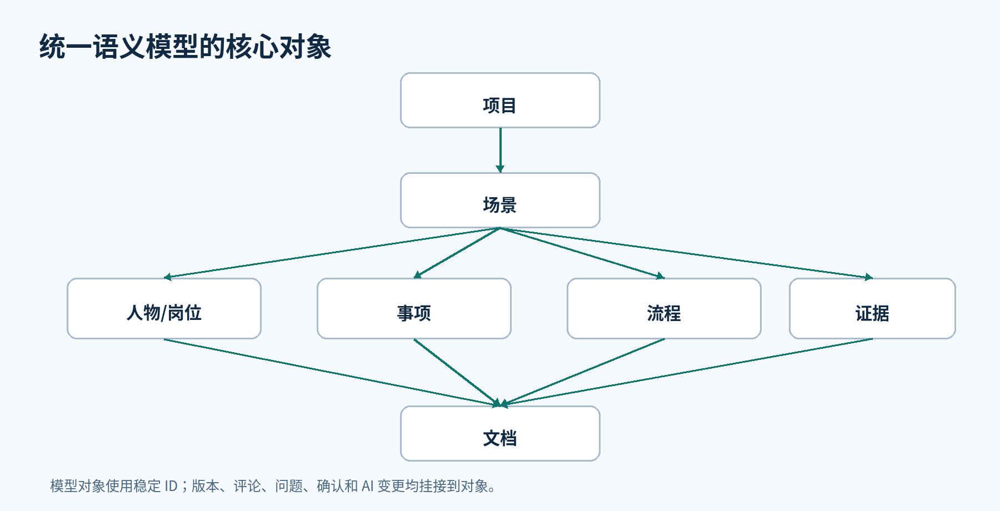 统一语义模型的核心对象
项目
场景
人物/岗位
事项
流程
证据
文档
模型对象使用稳定 ID；版本、评论、问题、确认和 AI 变更均挂接到对象。